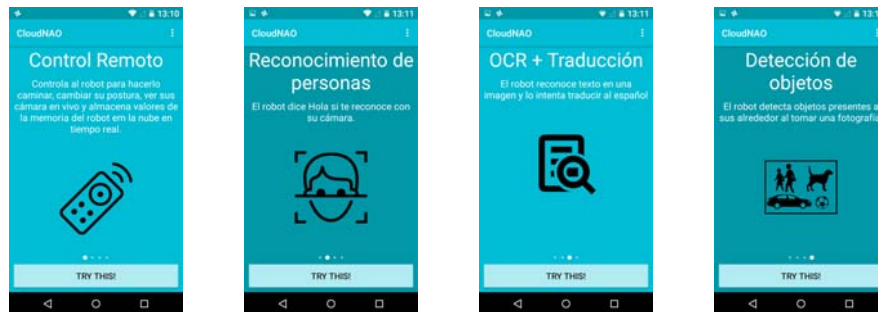 13:10
CloudNAO
Control Remoto
Controla al robot para hacerlo
caminar, cambiar su postura, ver sus
cámara en vivo y almacena valores de
la memoria del robot em la nube en
tiempo real.
TRY THIS!
13:11
CloudNAO
Reconocimiento de
personas
El robot dice Hola si te reconoce con
su cámara.
TRY THIS!
13:11
CloudNAO
OCR + Traducción
El robot reconoce texto en una
imagen y lo intenta traducir al español
TRY THIS!
CloudNAO
Detección de
objetos
El robot detecta objetos presentes a
sus alrededor al tomar una fotografía
TRY THIS!